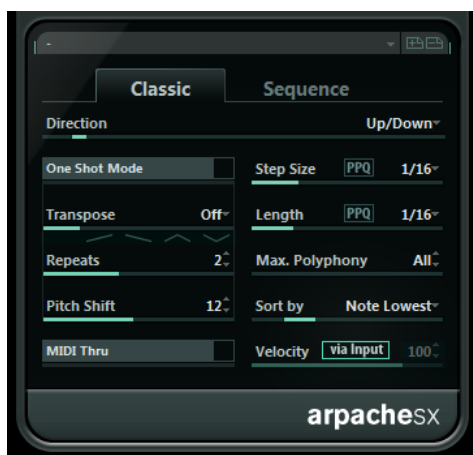 -
Classic Sequence
Direction Up/Down
One Shot Mode Step Size PPQ 1/16
Transpose Off Length PPQ 1/16
Repeats 2 Max. Polyphony All
Pitch Shift 12 Sort by Note Lowest
MIDI Thru Velocity via Input 100
arpacheSX